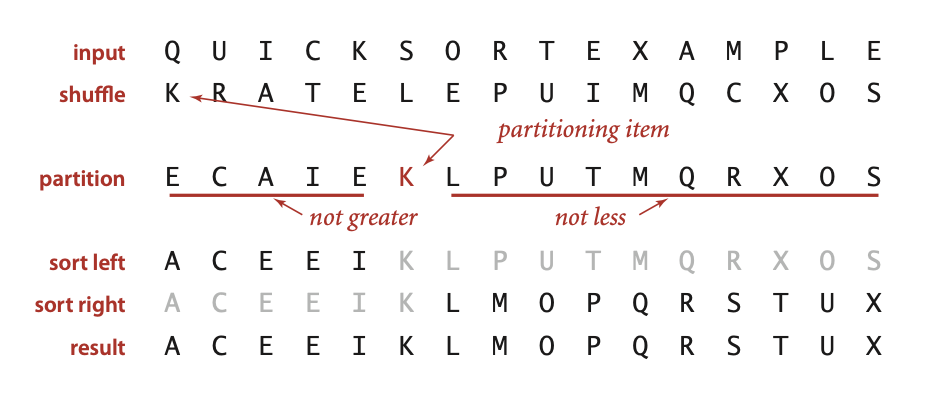 input Q U I C K S O R T E X A M P L E
shuffle K R A T E L E P U I M Q C X O S
partitioning item
partition E C A I E K L P U T M Q R X O S
not greater not less
sort left A C E E I K L P U T M Q R X O S
sort right A C E E I K L M O P Q R S T U X
result A C E E I K L M O P Q R S T U X